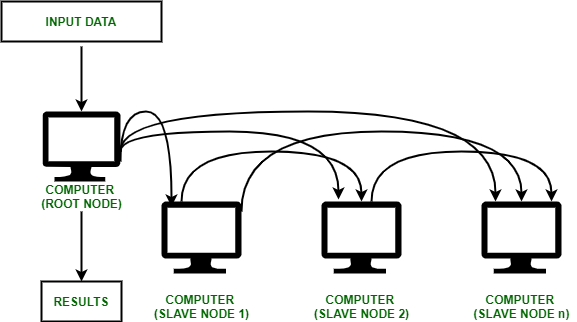 INPUT DATA
COMPUTER
(ROOT NODE)
RESULTS
COMPUTER
(SLAVE NODE 1)
COMPUTER
(SLAVE NODE 2)
COMPUTER
(SLAVE NODE n)